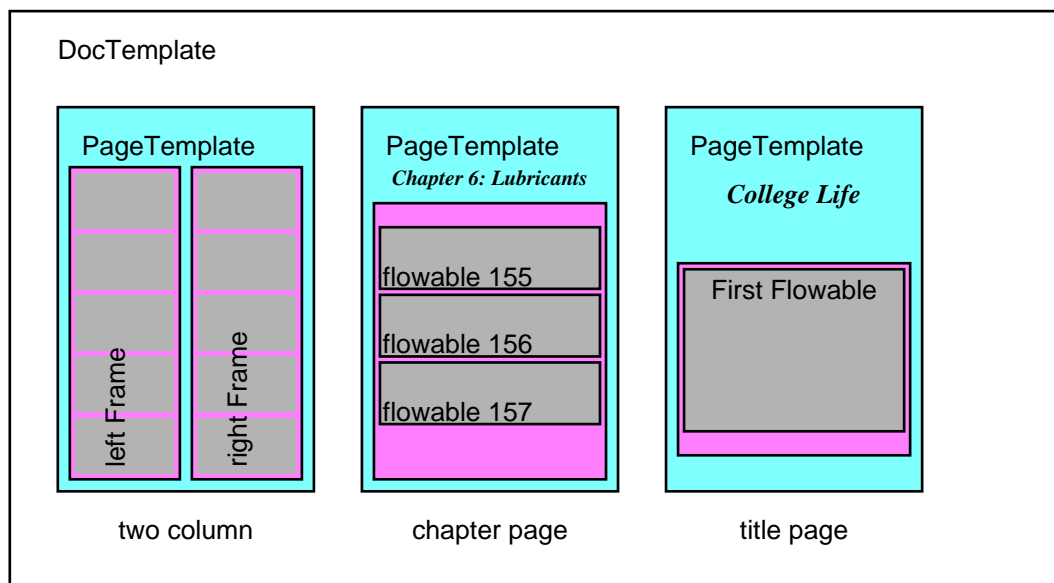 DocTemplate
PageTemplate
left Frame
right Frame
two column
PageTemplate
Chapter 6: Lubricants
flowable 155
flowable 156
flowable 157
chapter page
PageTemplate
College Life
First Flowable
title page